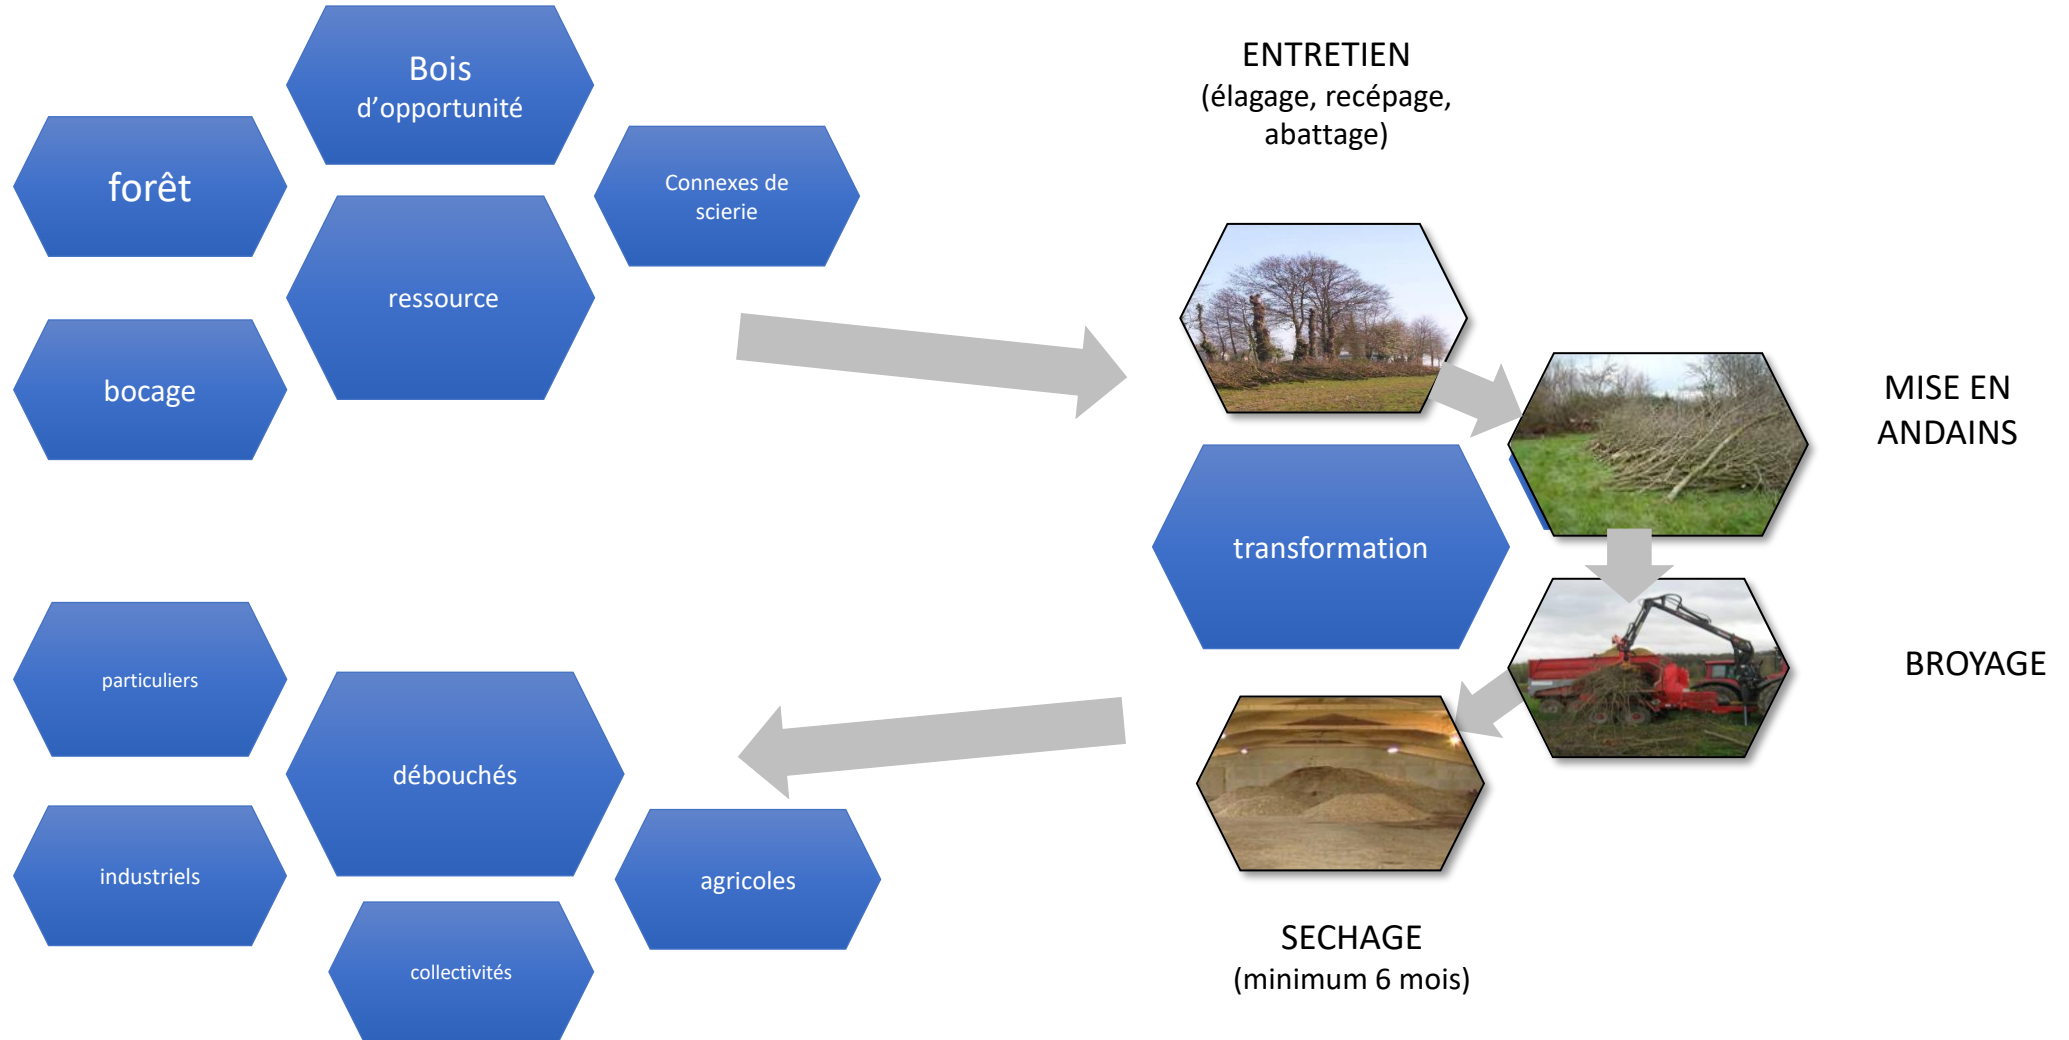 Bois
d'opportunité
forêt
Connexes de
scierie
ressource
bocage
ENTRETIEN
(élagage, recépage,
abattage)
MISE EN
ANDAINS
transformation
BROYAGE
SECHAGE
(minimum 6 mois)
particuliers
débouchés
industriels
agricoles
collectivités